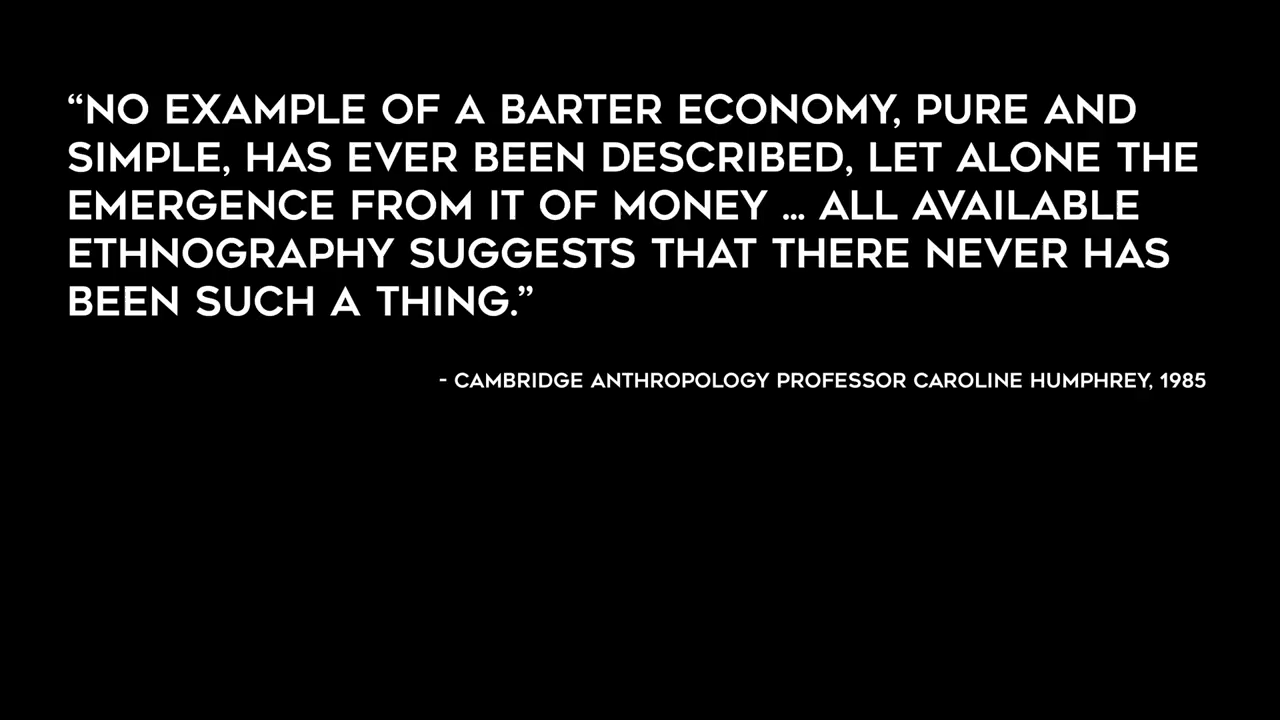 “NO EXAMPLE OF A BARTER ECONOMY, PURE AND
SIMPLE, HAS EVER BEEN DESCRIBED, LET ALONE THE
EMERGENCE FROM IT OF MONEY ... ALL AVAILABLE
ETHNOGRAPHY SUGGESTS THAT THERE NEVER HAS
BEEN SUCH A THING.”
- CAMBRIDGE ANTHROPOLOGY PROFESSOR CAROLINE HUMPHREY, 1985